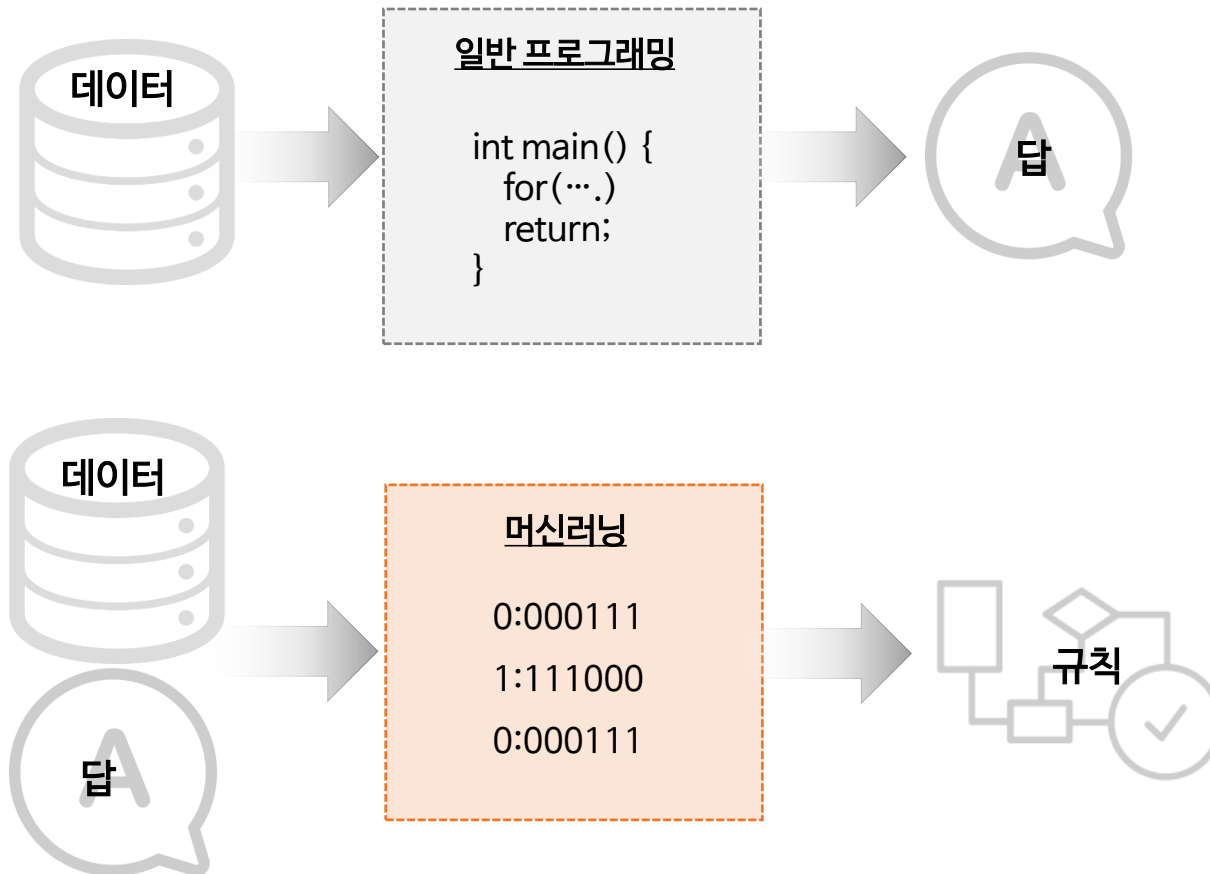 데이터
일반 프로그래밍
int main() {
for(….)
return;
}
A
답
데이터
A
답
머신러닝
0:000111
1:111000
0:000111
규칙